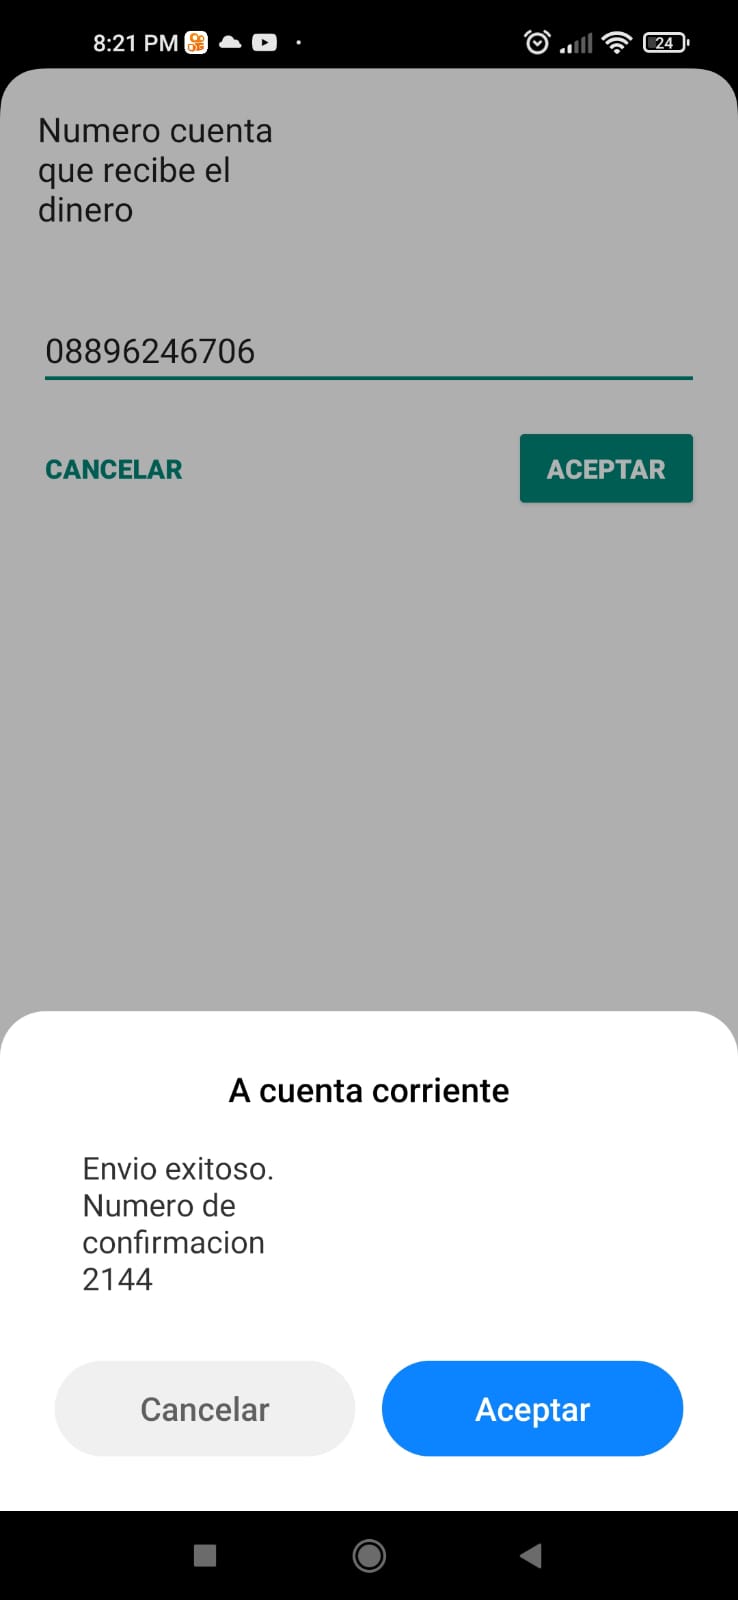 8:21 PM
24
Numero cuenta
que recibe el
dinero
08896246706
CANCELAR
ACEPTAR
A cuenta corriente
Envio exitoso.
Numero de
confirmacion
2144
Cancelar
Aceptar